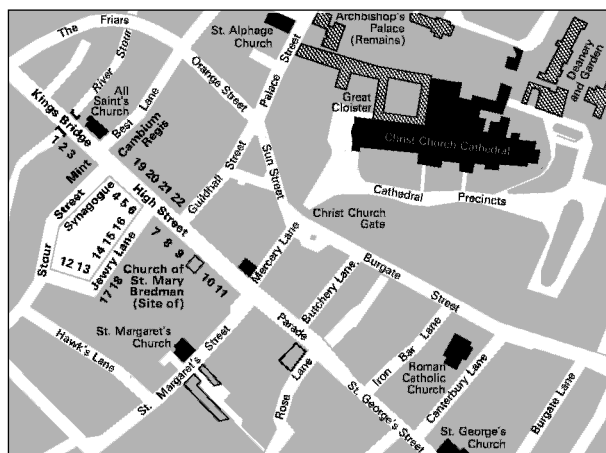 The Friars
River Stour
St. Alphege
Church
Palace Street
Archbishop's
Palace
(Remains)
Deanery
and Garden
All
Saint's
Church
Kings Bridge
Best Lane
Orange Street
Great
Cloister
Christ Church Cathedral
Cambium
Regis
1 2 3
Mint
19 20 21 22
Guildhall Street
Sun Street
Cathedral Precincts
Christ Church
Gate
Stour Street
Synagogue
4 5 6
High Street
14 15 16
12 13
Jewry Lane
17 18
7 8 9
10 11
Church of
St. Mary
Bredman
(Site of)
Mercery Lane
Butchery Lane
Burgate Street
Hawk's Lane
St. Margaret's
Church
St. Margaret's Street
Parade
Rose Lane
Iron Bar Lane
Roman
Catholic
Church
Canterbury Lane
Burgate Lane
St. George's Street
St. George's
Church